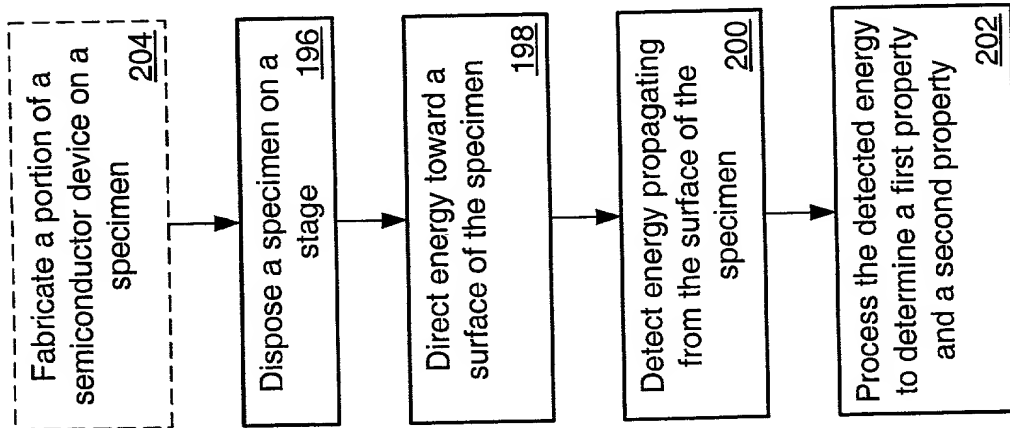 Fabricate a portion of a
semiconductor device on a
specimen
204
Dispose a specimen on a
stage
196
Direct energy toward a
surface of the specimen
198
Detect energy propagating
from the surface of the
specimen
200
Process the detected energy
to determine a first property
and a second property
202